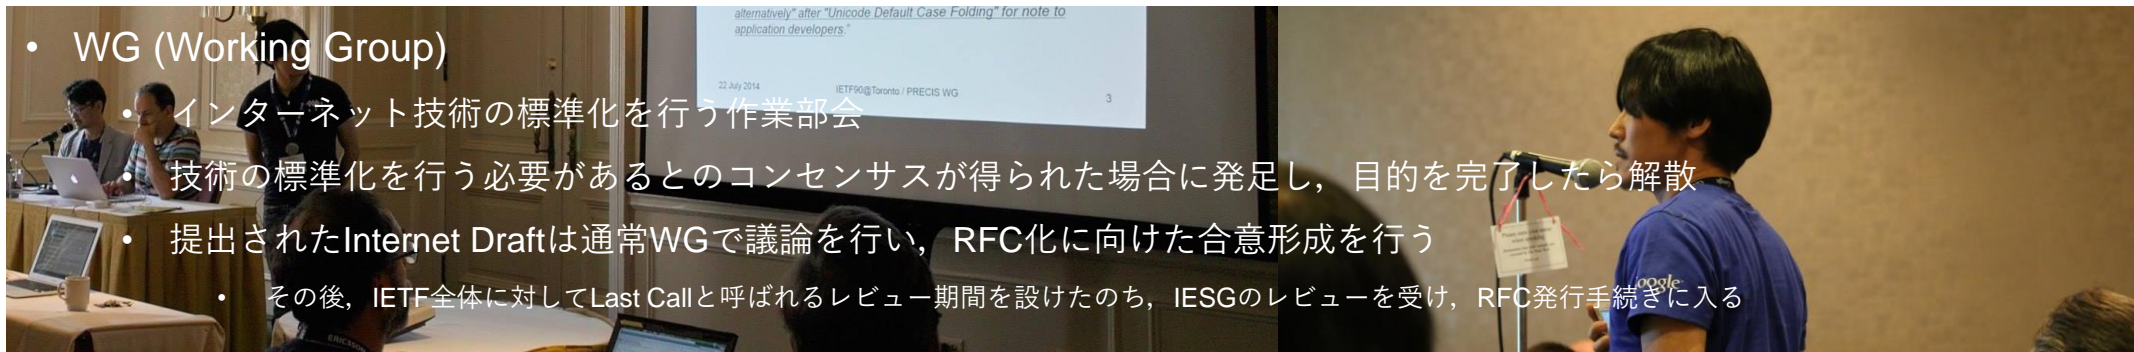 alternatively" after "Unicode Default Case Folding" for note to
application developers."
• WG (Working Group)
22 July 2014 IETF90@Toronto / PRECIS WG 3
• インターネット技術の標準化を行う作業部会
• 技術の標準化を行う必要があるとのコンセンサスが得られた場合に発足し，目的を完了したら解散
• 提出されたInternet Draftは通常WGで議論を行い，RFC化に向けた合意形成を行う
• その後，IETF全体に対してLast Callと呼ばれるレビュー期間を設けたのち，IESGのレビューを受け，RFC発行手続きに入る
Google
ERICSSON